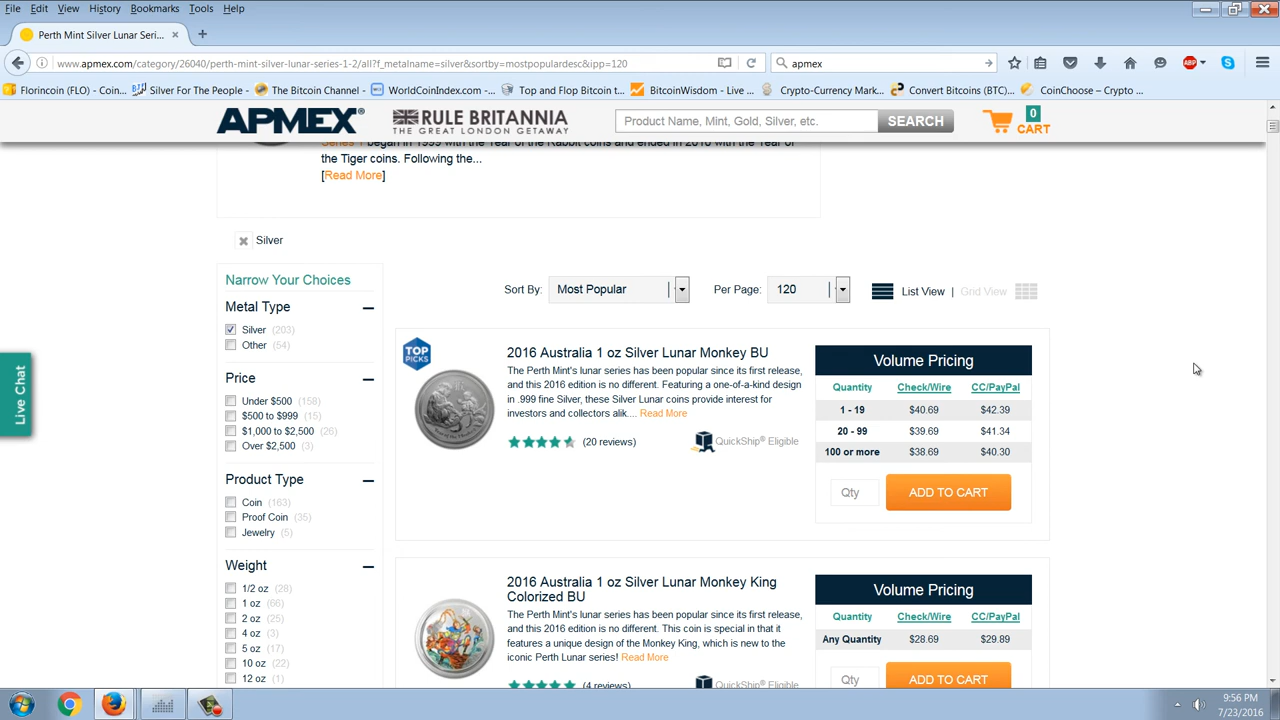 File Edit View History Bookmarks Tools Help
Perth Mint Silver Lunar Seri...
www.apmex.com/category/26040/perth-mint-silver-lunar-series-1-2/all?f_metalname=silver&sortby=mostpopulardesc&ipp=120
apmex
Florincoin (FLO) - Coin... Silver For The People - The Bitcoin Channel WorldCoinIndex.com -... Top and Flop Bitcoin t... BitcoinWisdom - Live ... Crypto-Currency Mark... Convert Bitcoins (BTC)... CoinChoose – Crypto ...
APMEX®
RULE BRITANNIA
THE GREAT LONDON GETAWAY
Product Name, Mint, Gold, Silver, etc.
SEARCH
0
CART
Series 1 began in 1999 with the Year of the Rabbit coins and ended in 2010 with the Year of
the Tiger coins. Following the...
[Read More]
Silver
Narrow Your Choices
Metal Type
Silver (203)
Other (54)
Price
Under $500 (158)
$500 to $999 (15)
$1,000 to $2,500 (26)
Over $2,500 (3)
Product Type
Coin (163)
Proof Coin (35)
Jewelry (5)
Weight
1/2 oz (28)
1 oz (66)
2 oz (25)
4 oz (3)
5 oz (17)
10 oz (22)
12 oz (1)
Live Chat
Sort By: Most Popular Per Page: 120 List View | Grid View
TOP
PICKS
2016 Australia 1 oz Silver Lunar Monkey BU
The Perth Mint's lunar series has been popular since its first release,
and this 2016 edition is no different. Featuring a one-of-a-kind design
in .999 fine Silver, these Silver Lunar coins provide interest for
investors and collectors alik.... Read More
(20 reviews)
QuickShip® Eligible
Volume Pricing
Quantity Check/Wire CC/PayPal
1 - 19 $40.69 $42.39
20 - 99 $39.69 $41.34
100 or more $38.69 $40.30
Qty
ADD TO CART
2016 Australia 1 oz Silver Lunar Monkey King
Colorized BU
The Perth Mint's lunar series has been popular since its first release,
and this 2016 edition is no different. This coin is special in that it
features a unique design of the Monkey King, which is new to the
iconic Perth Lunar series! Read More
(4 reviews)
QuickShip® Eligible
Volume Pricing
Quantity Check/Wire CC/PayPal
Any Quantity $28.69 $29.89
Qty
ADD TO CART
ABP
9:56 PM
7/23/2016